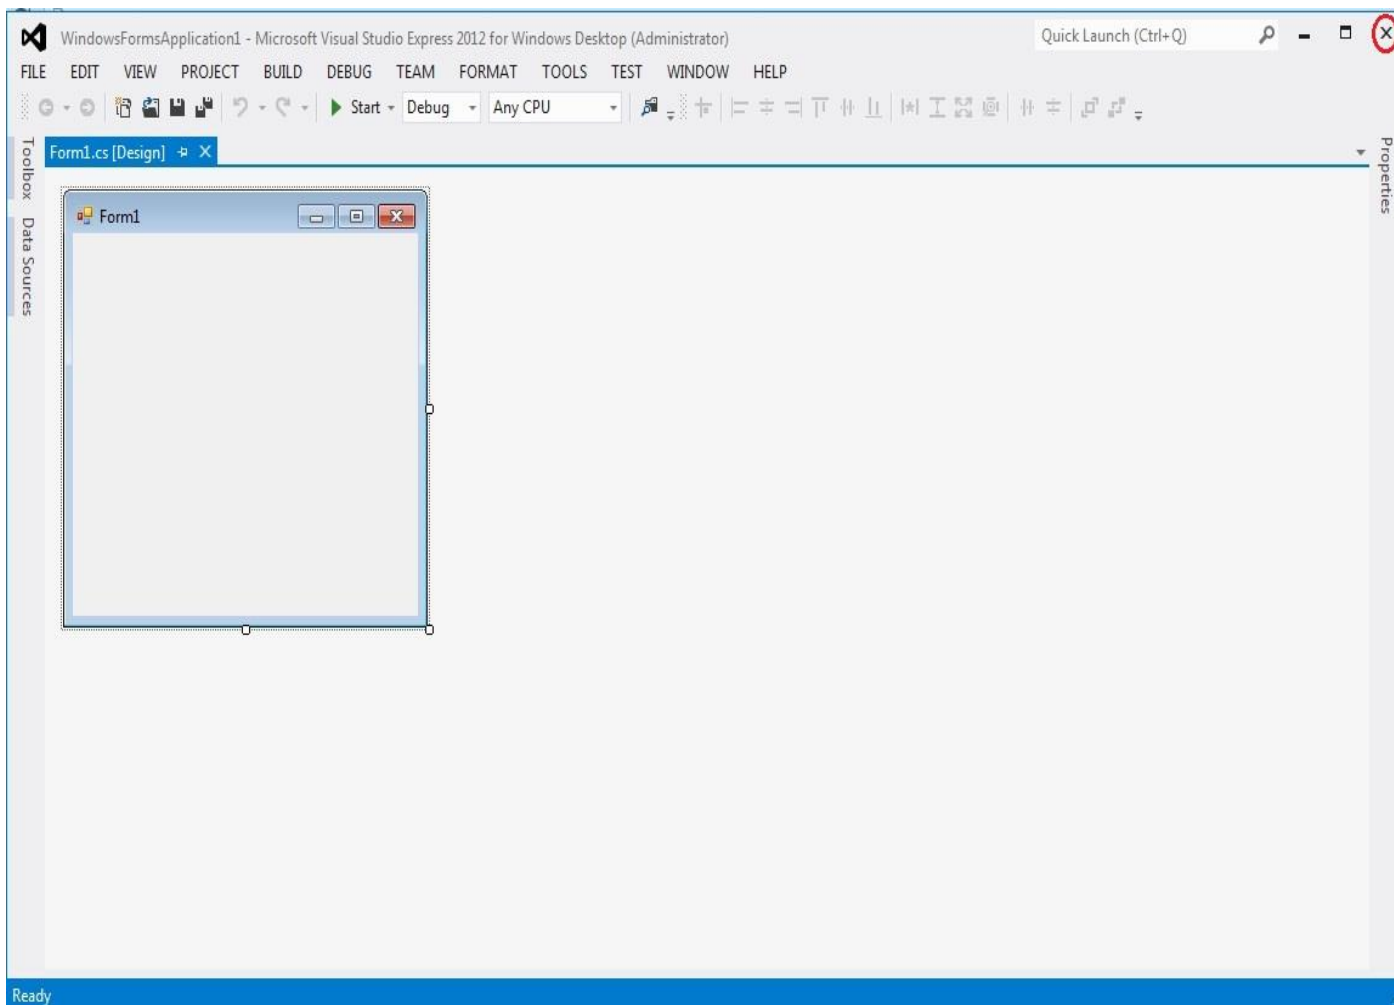 WindowsFormsApplication1 - Microsoft Visual Studio Express 2012 for Windows Desktop (Administrator)
Quick Launch (Ctrl+Q)
FILE EDIT VIEW PROJECT BUILD DEBUG TEAM FORMAT TOOLS TEST WINDOW HELP
Start Debug Any CPU
Toolbox
Data Sources
Form1.cs [Design]
Properties
Form1
Ready